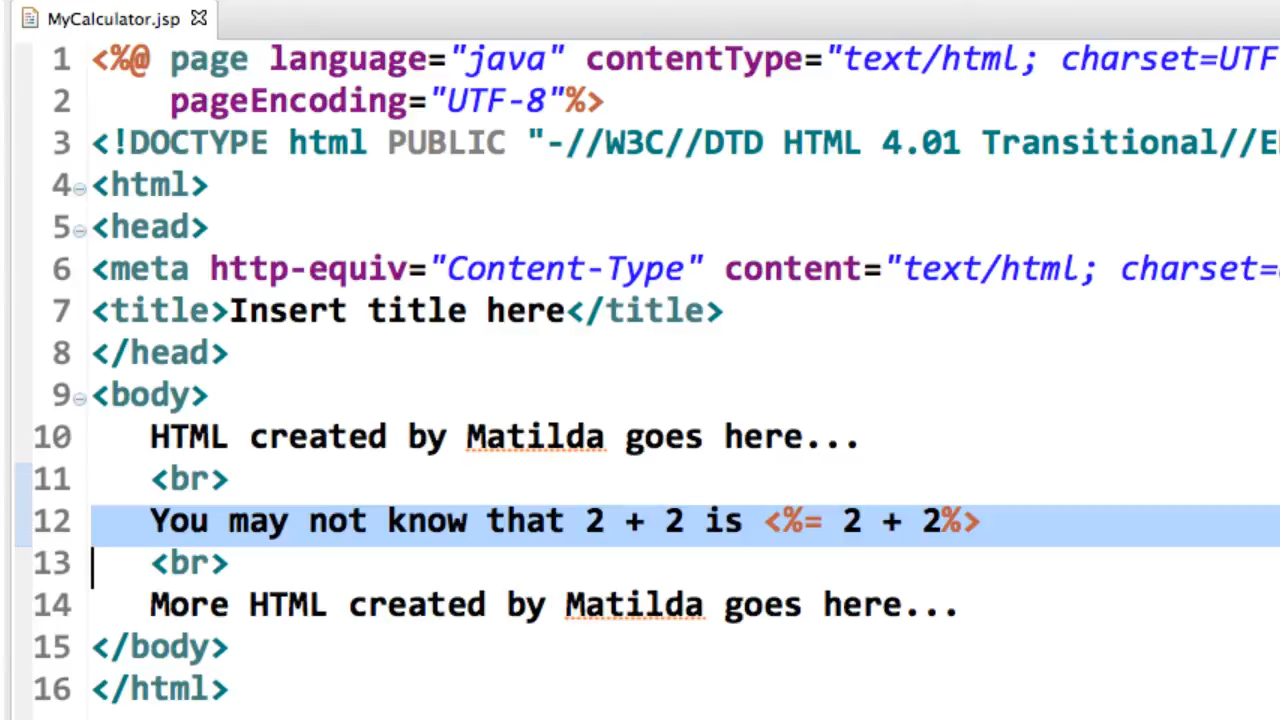 MyCalculator.jsp
1 <%@ page language="java" contentType="text/html; charset=UTF
2 pageEncoding="UTF-8"%>
3 <!DOCTYPE html PUBLIC "-//W3C//DTD HTML 4.01 Transitional//E
4 <html>
5 <head>
6 <meta http-equiv="Content-Type" content="text/html; charset=
7 <title>Insert title here</title>
8 </head>
9 <body>
10 HTML created by Matilda goes here...
11 <br>
12 You may not know that 2 + 2 is <%= 2 + 2%>
13 <br>
14 More HTML created by Matilda goes here...
15 </body>
16 </html>